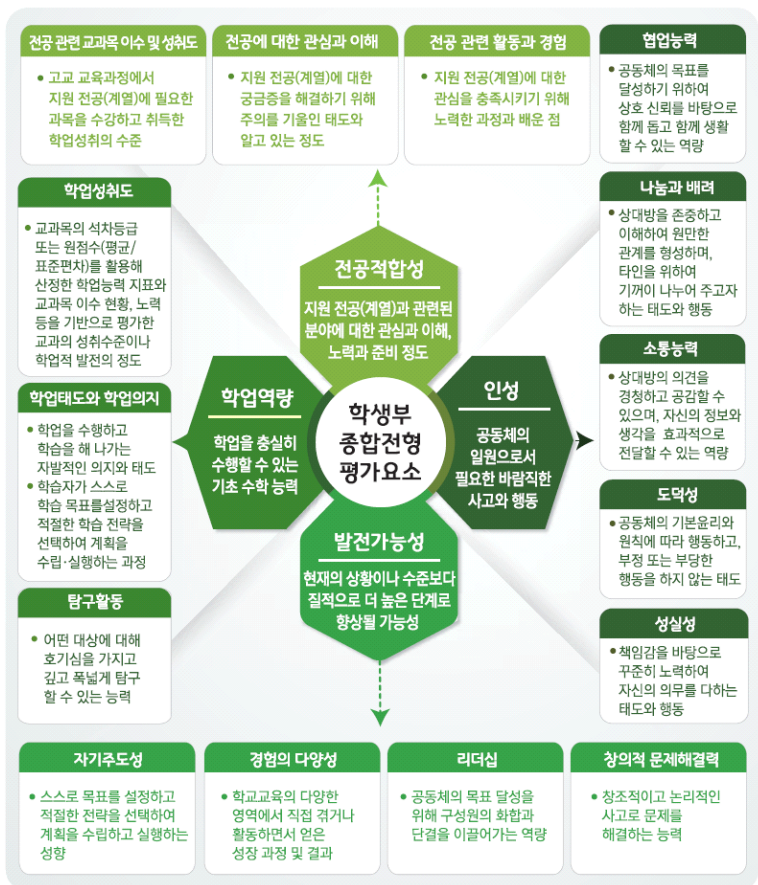 전공 관련 교과목 이수 및 성취도
• 고교 교육과정에서
지원 전공(계열)에 필요한
과목을 수강하고 취득한
학업성취의 수준
전공에 대한 관심과 이해
• 지원 전공(계열)에 대한
궁금증을 해결하기 위해
주의를 기울인 태도와
알고 있는 정도
전공 관련 활동과 경험
• 지원 전공(계열)에 대한
관심을 충족시키기 위해
노력한 과정과 배운 점
협업능력
• 공동체의 목표를
달성하기 위하여
상호 신뢰를 바탕으로
함께 돕고 함께 생활
할 수 있는 역량
학업성취도
• 교과목의 석차등급
또는 원점수(평균/
표준편차)를 활용해
산정한 학업능력 지표와
교과목 이수 현황, 노력
등을 기반으로 평가한
교과의 성취수준이나
학업적 발전의 정도
학업태도와 학업의지
• 학업을 수행하고
학습을 해 나가는
자발적인 의지와 태도
• 학습자가 스스로
학습 목표를설정하고
적절한 학습 전략을
선택하여 계획을
수립·실행하는 과정
탐구활동
• 어떤 대상에 대해
호기심을 가지고
깊고 폭넓게 탐구
할 수 있는 능력
전공적합성
지원 전공(계열)과 관련된
분야에 대한 관심과 이해,
노력과 준비 정도
학업역량
학업을 충실히
수행할 수 있는
기초 수학 능력
학생부
종합전형
평가요소
인성
공동체의
일원으로서
필요한 바람직한
사고와 행동
발전가능성
현재의 상황이나 수준보다
질적으로 더 높은 단계로
향상될 가능성
나눔과 배려
• 상대방을 존중하고
이해하여 원만한
관계를 형성하며,
타인을 위하여
기꺼이 나누어 주고자
하는 태도와 행동
소통능력
• 상대방의 의견을
경청하고 공감할 수
있으며, 자신의 정보와
생각을 효과적으로
전달할 수 있는 역량
도덕성
• 공동체의 기본윤리와
원칙에 따라 행동하고,
부정 또는 부당한
행동을 하지 않는 태도
성실성
• 책임감을 바탕으로
꾸준히 노력하여
자신의 의무를 다하는
태도와 행동
자기주도성
• 스스로 목표를 설정하고
적절한 전략을 선택하여
계획을 수립하고 실행하는
성향
경험의 다양성
• 학교교육의 다양한
영역에서 직접 겪거나
활동하면서 얻은
성장 과정 및 결과
리더십
• 공동체의 목표 달성을
위해 구성원의 화합과
단결을 이끌어가는 역량
창의적 문제해결력
• 창조적이고 논리적인
사고로 문제를
해결하는 능력